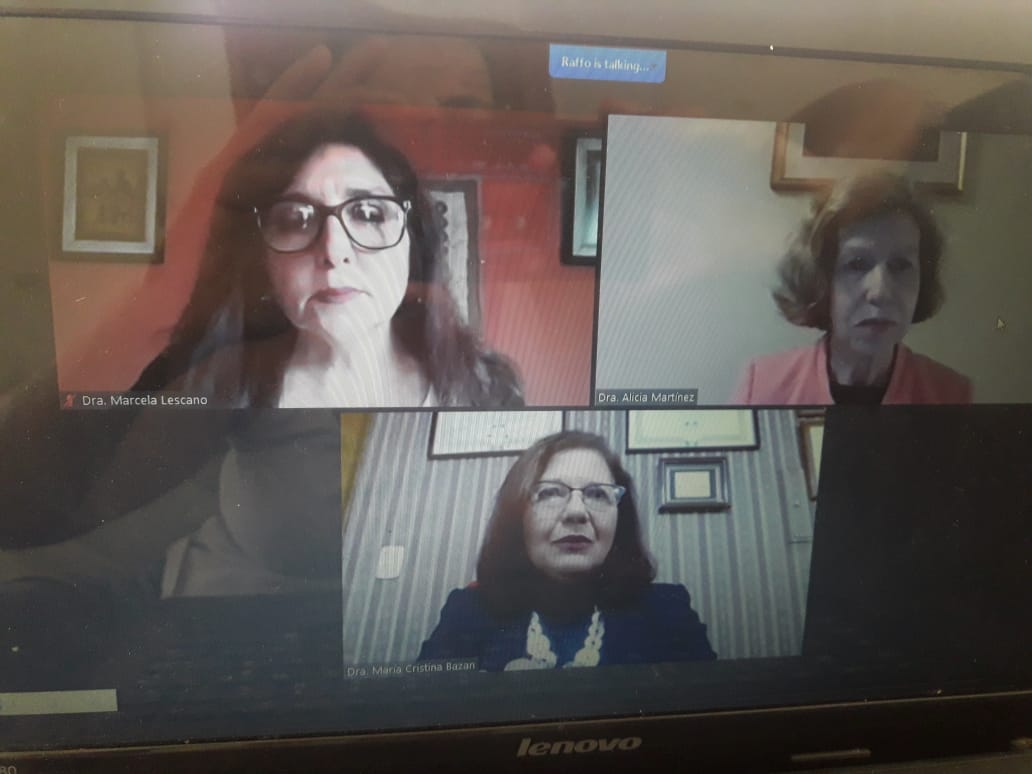 Raffo is talking...
Dra. Marcela Lescano
Dra. Alicia Martínez
Dra. María Cristina Bazan
lenovo